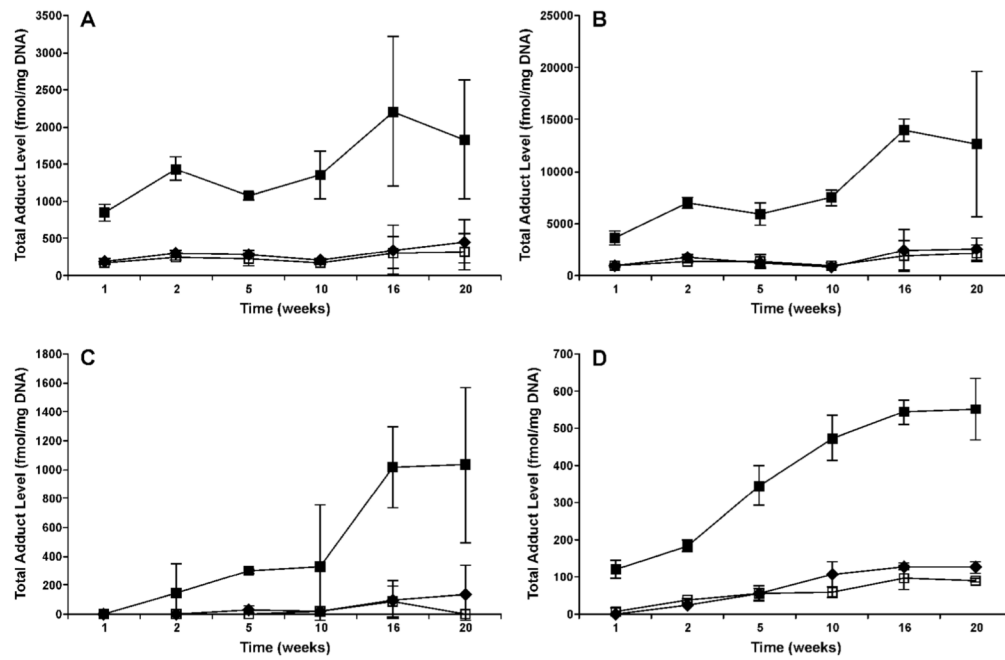 A
Total Adduct Level (fmol/mg DNA)
3500
3000
2500
2000
1500
1000
500
0
1 2 5 10 16 20
Time (weeks)
B
Total Adduct Level (fmol/mg DNA)
25000
20000
15000
10000
5000
0
1 2 5 10 16 20
Time (weeks)
C
Total Adduct Level (fmol/mg DNA)
1800
1600
1400
1200
1000
800
600
400
200
0
1 2 5 10 16 20
Time (weeks)
D
Total Adduct Level (fmol/mg DNA)
700
600
500
400
300
200
100
0
1 2 5 10 16 20
Time (weeks)